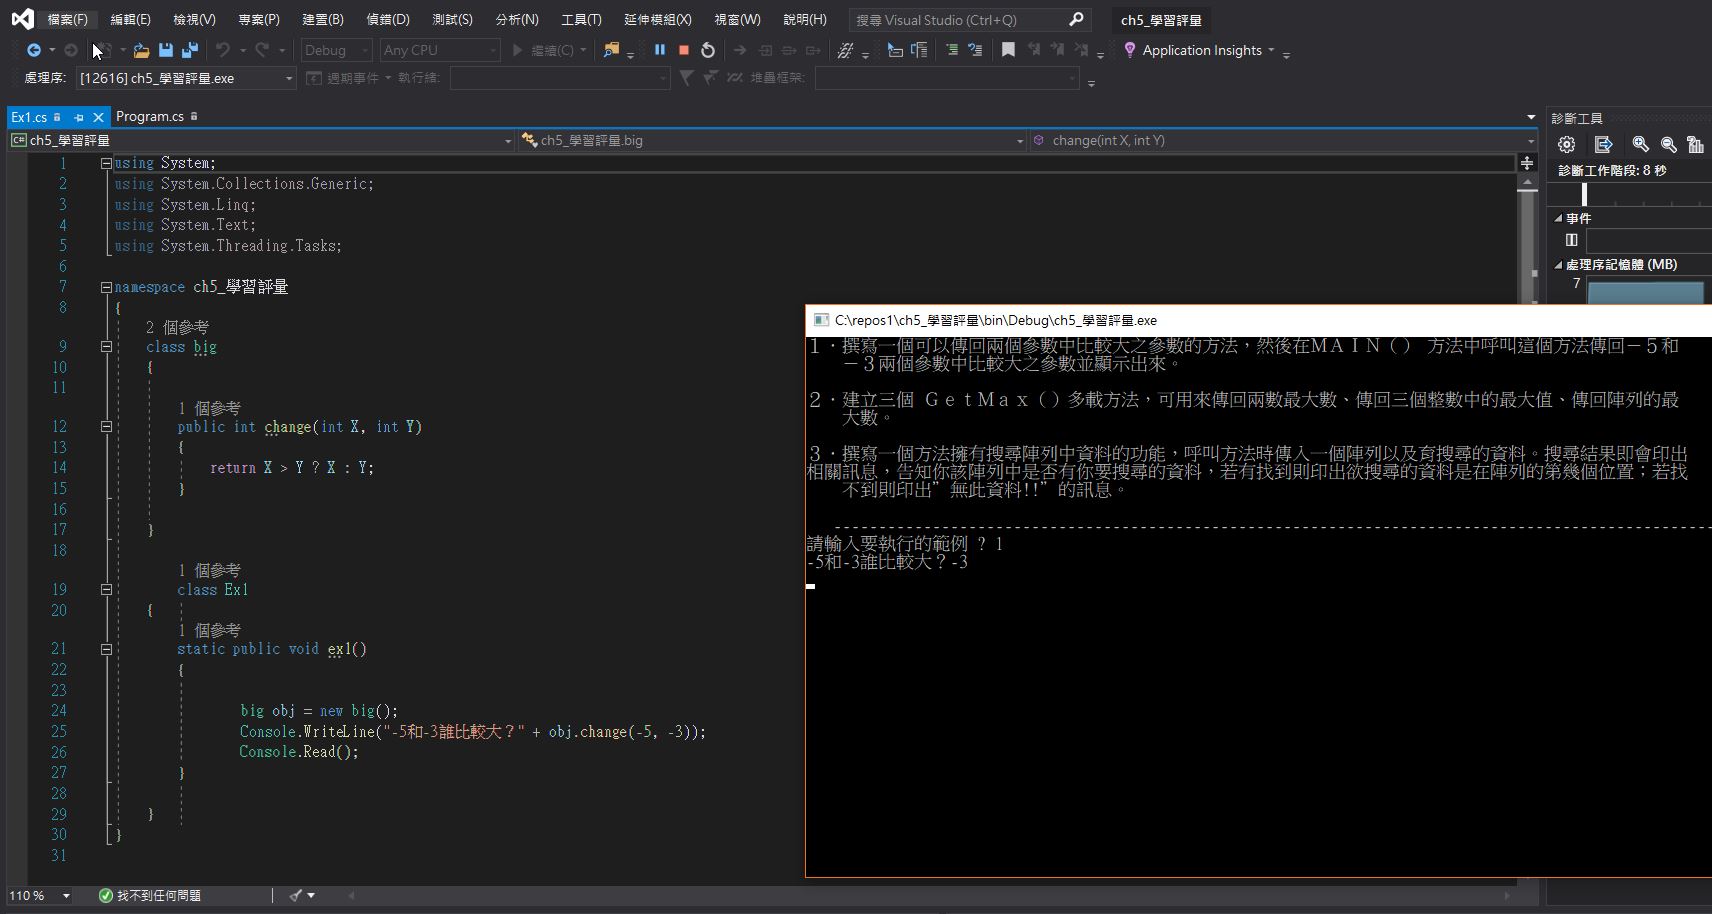 檔案(F) 編輯(E) 檢視(V) 專案(P) 建置(B) 偵錯(D) 測試(S) 分析(N) 工具(T) 延伸模組(X) 視窗(W) 說明(H) 搜尋 Visual Studio (Ctrl+Q) ch5_學習評量
Debug Any CPU 繼續(C) Application Insights
處理序: [12616] ch5_學習評量.exe 週期事件 執行緒: 堆疊框架:
Ex1.cs Program.cs
C# ch5_學習評量 ch5_學習評量.big change(int X, int Y)
1 using System;
2 using System.Collections.Generic;
3 using System.Linq;
4 using System.Text;
5 using System.Threading.Tasks;
6
7 namespace ch5_學習評量
8 {
2 個參考
9 class big
10 {
11
1 個參考
12 public int change(int X, int Y)
13 {
14 return X > Y ? X : Y;
15 }
16
17 }
18
1 個參考
19 class Ex1
20 {
1 個參考
21 static public void ex1()
22 {
23
24 big obj = new big();
25 Console.WriteLine("-5和-3誰比較大？" + obj.change(-5, -3));
26 Console.Read();
27 }
28
29 }
30 }
31
110 % 找不到任何問題
診斷工具
診斷工作階段: 8 秒
事件
處理序記憶體 (MB)
7
C:\repos1\ch5_學習評量\bin\Debug\ch5_學習評量.exe
１．撰寫一個可以傳回兩個參數中比較大之參數的方法，然後在ＭＡＩＮ（） 方法中呼叫這個方法傳回－５和
－３兩個參數中比較大之參數並顯示出來。
２．建立三個 ＧｅｔＭａｘ（）多載方法，可用來傳回兩數最大數、傳回三個整數中的最大值、傳回陣列的最
大數。
３．撰寫一個方法擁有搜尋陣列中資料的功能，呼叫方法時傳入一個陣列以及育搜尋的資料。搜尋結果即會印出
相關訊息，告知你該陣列中是否有你要搜尋的資料，若有找到則印出欲搜尋的資料是在陣列的第幾個位置；若找
不到則印出”無此資料!!”的訊息。
----------------------------------------------------------------------------------------------------
請輸入要執行的範例 ? 1
-5和-3誰比較大？-3